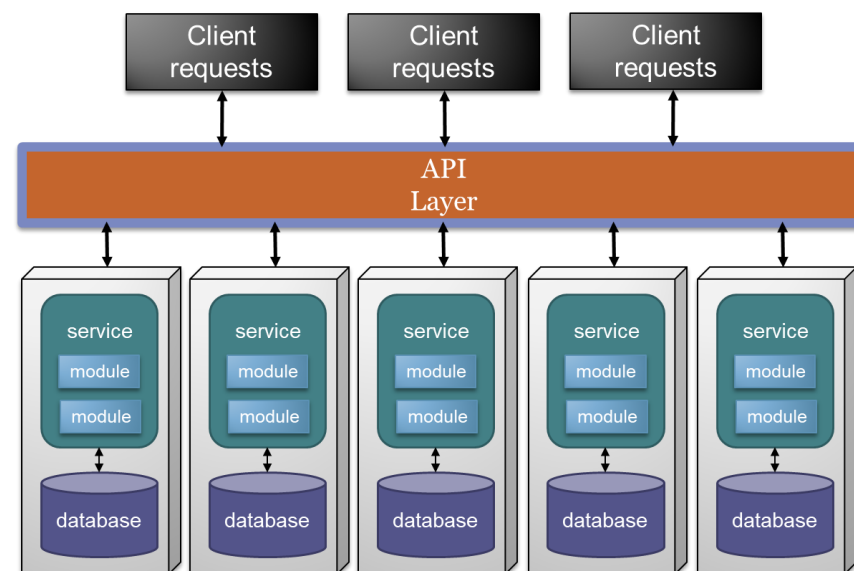 Client
requests
Client
requests
Client
requests
API
Layer
service
module
module
database
service
module
module
database
service
module
module
database
service
module
module
database
service
module
module
database